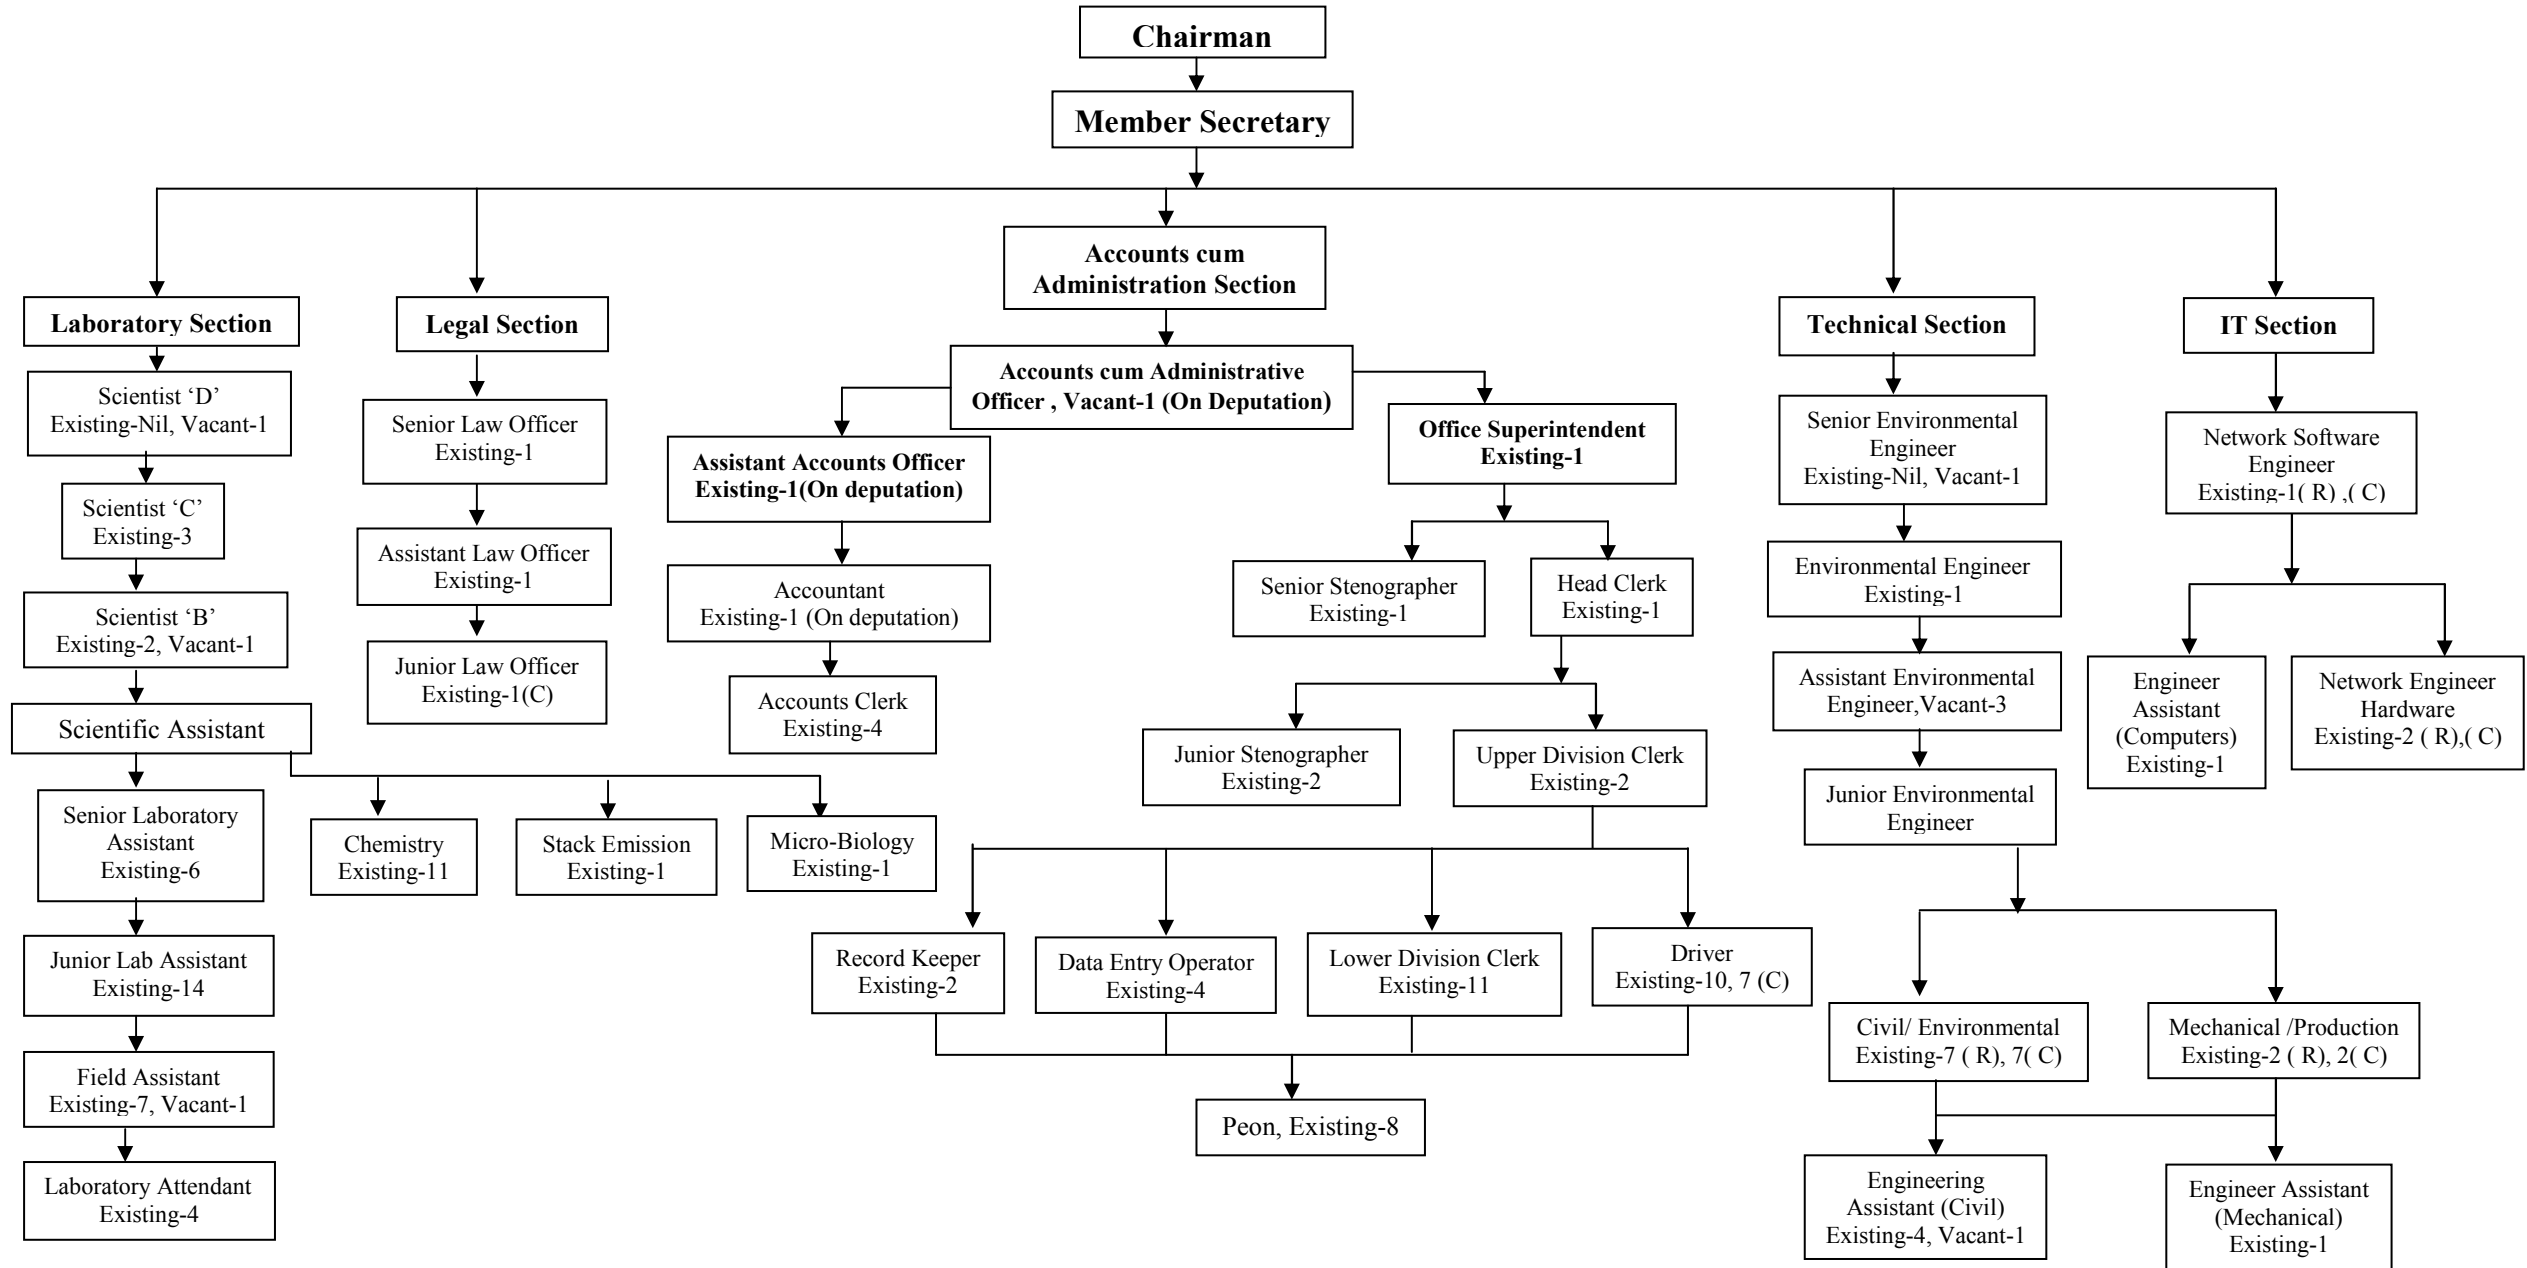 Chairman
Member Secretary
Accounts cum
Administration Section
Laboratory Section
Legal Section
Technical Section
IT Section
Accounts cum Administrative
Officer , Vacant-1 (On Deputation)
Scientist ‘D’
Existing-Nil, Vacant-1
Senior Law Officer
Existing-1
Assistant Accounts Officer
Existing-1(On deputation)
Office Superintendent
Existing-1
Senior Environmental
Engineer
Existing-Nil, Vacant-1
Network Software
Engineer
Existing-1( R) ,( C)
Scientist ‘C’
Existing-3
Assistant Law Officer
Existing-1
Accountant
Existing-1 (On deputation)
Senior Stenographer
Existing-1
Head Clerk
Existing-1
Environmental Engineer
Existing-1
Scientist ‘B’
Existing-2, Vacant-1
Junior Law Officer
Existing-1(C)
Accounts Clerk
Existing-4
Assistant Environmental
Engineer,Vacant-3
Engineer
Assistant
(Computers)
Existing-1
Network Engineer
Hardware
Existing-2 ( R),( C)
Scientific Assistant
Junior Stenographer
Existing-2
Upper Division Clerk
Existing-2
Junior Environmental
Engineer
Senior Laboratory
Assistant
Existing-6
Chemistry
Existing-11
Stack Emission
Existing-1
Micro-Biology
Existing-1
Junior Lab Assistant
Existing-14
Record Keeper
Existing-2
Data Entry Operator
Existing-4
Lower Division Clerk
Existing-11
Driver
Existing-10, 7 (C)
Civil/ Environmental
Existing-7 ( R), 7( C)
Mechanical /Production
Existing-2 ( R), 2( C)
Field Assistant
Existing-7, Vacant-1
Peon, Existing-8
Laboratory Attendant
Existing-4
Engineering
Assistant (Civil)
Existing-4, Vacant-1
Engineer Assistant
(Mechanical)
Existing-1